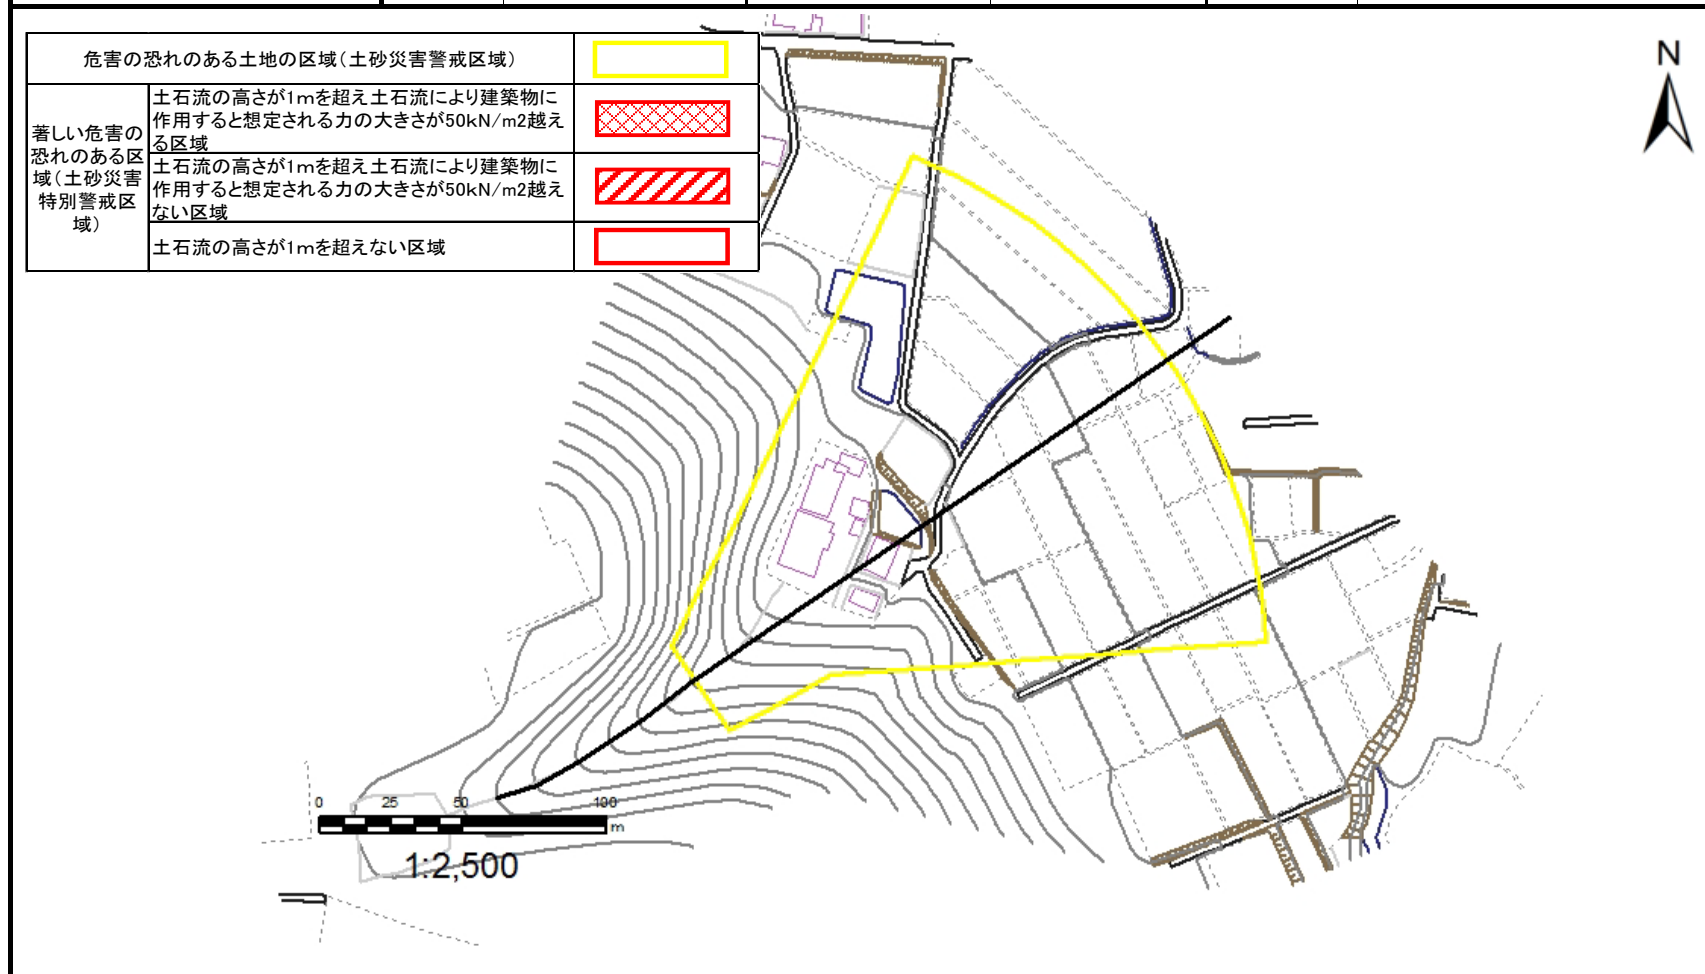 危害の恐れのある土地の区域(土砂災害警戒区域)
著しい危害の
恐れのある区
域(土砂災害
特別警戒区
域)
土石流の高さが1mを超え土石流により建築物に
作用すると想定される力の大きさが50kN/m2越え
る区域
土石流の高さが1mを超え土石流により建築物に
作用すると想定される力の大きさが50kN/m2越え
ない区域
土石流の高さが1mを超えない区域
N
0 25 50 100
m
1:2,500